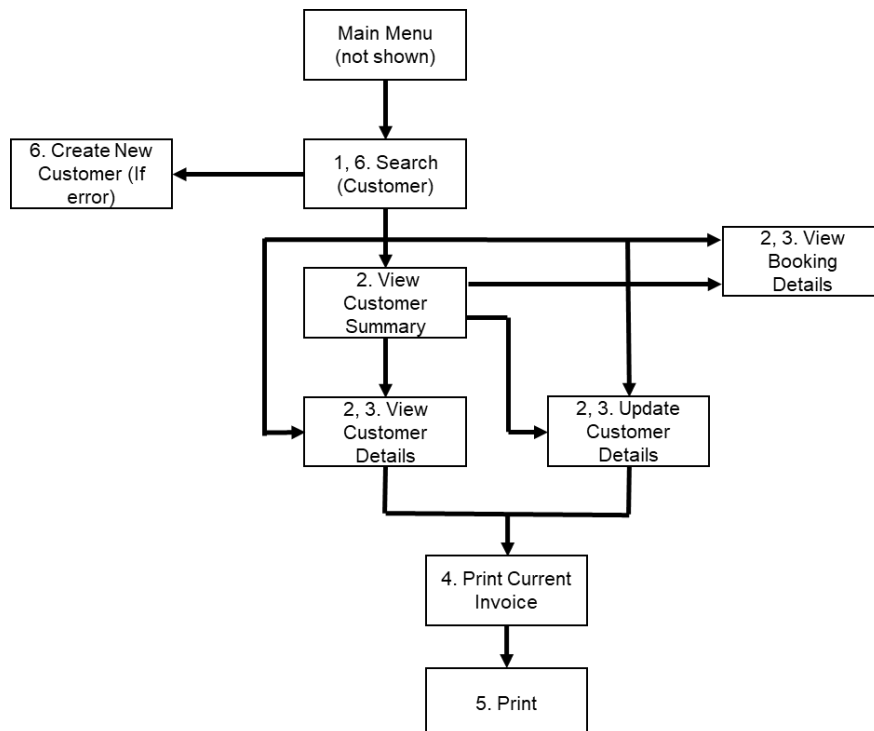 Main Menu
(not shown)
6. Create New
Customer (If
error)
1, 6. Search
(Customer)
2, 3. View
Booking
Details
2. View
Customer
Summary
2, 3. View
Customer
Details
2, 3. Update
Customer
Details
4. Print Current
Invoice
5. Print